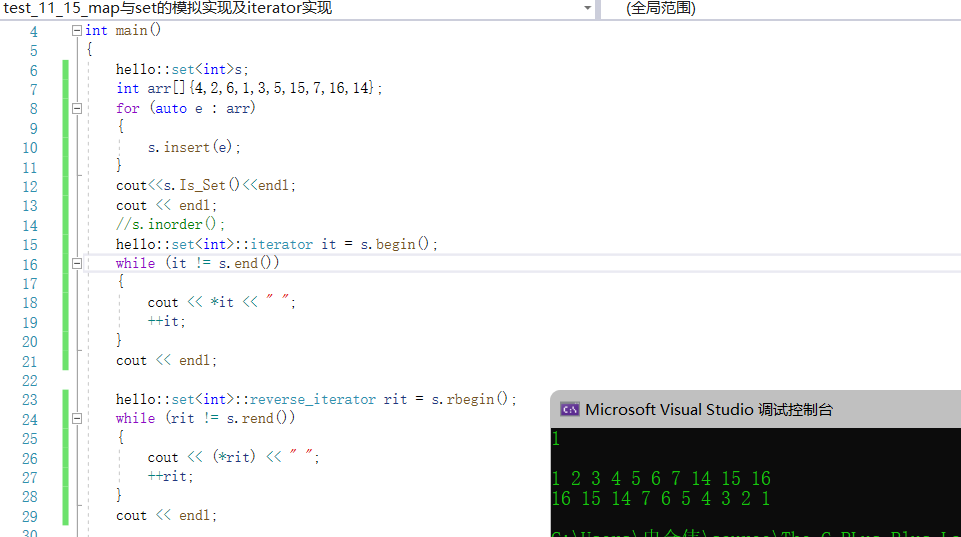 test_11_15_map与set的模拟实现及iterator实现 (全局范围)
4 int main()
5 {
6 hello::set<int>s;
7 int arr[]{4,2,6,1,3,5,15,7,16,14};
8 for (auto e : arr)
9 {
10 s.insert(e);
11 }
12 cout<<s.Is_Set()<<endl;
13 cout << endl;
14 //s.inorder();
15 hello::set<int>::iterator it = s.begin();
16 while (it != s.end())
17 {
18 cout << *it << " ";
19 ++it;
20 }
21 cout << endl;
22
23 hello::set<int>::reverse_iterator rit = s.rbegin();
24 while (rit != s.rend())
25 {
26 cout << (*rit) << " ";
27 ++rit;
28 }
29 cout << endl;
30
Microsoft Visual Studio 调试控制台
1
1 2 3 4 5 6 7 14 15 16
16 15 14 7 6 5 4 3 2 1